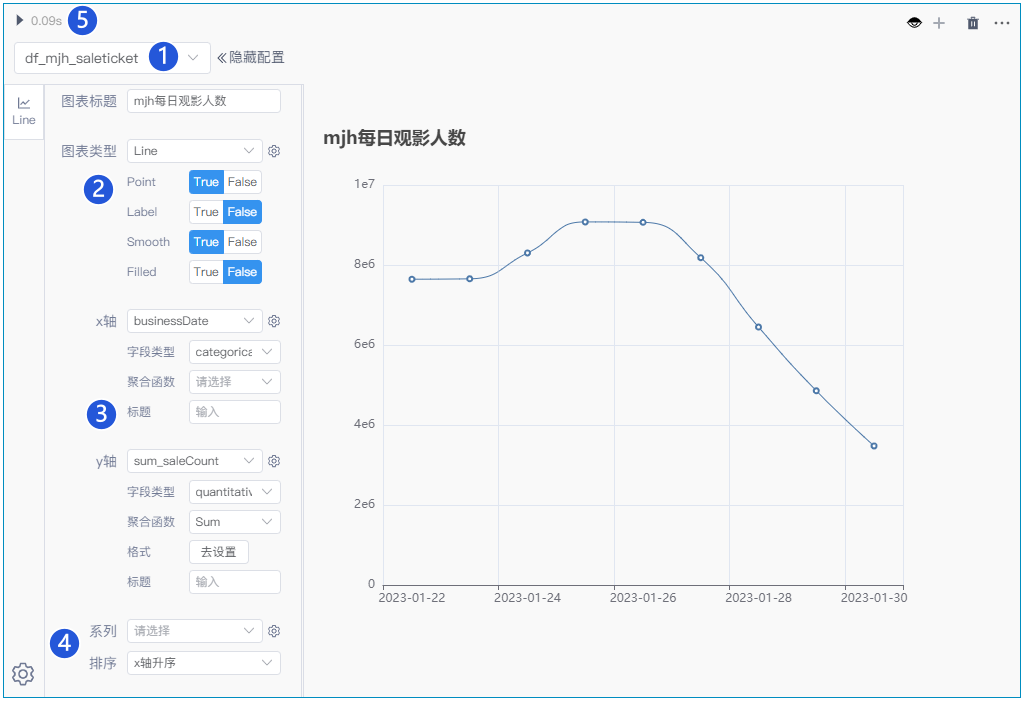 0.09s 5
df_mjh_saleticket 1 «隐藏配置
Line
图表标题 mjh每日观影人数
图表类型 Line
2
Point True False
Label True False
Smooth True False
Filled True False
x轴 businessDate
字段类型 categorica
聚合函数 请选择
3 标题 输入
y轴 sum_saleCount
字段类型 quantitativ
聚合函数 Sum
格式 去设置
标题 输入
4
系列 请选择
排序 x轴升序
mjh每日观影人数
1e7
8e6
6e6
4e6
2e6
0
2023-01-22 2023-01-24 2023-01-26 2023-01-28 2023-01-30